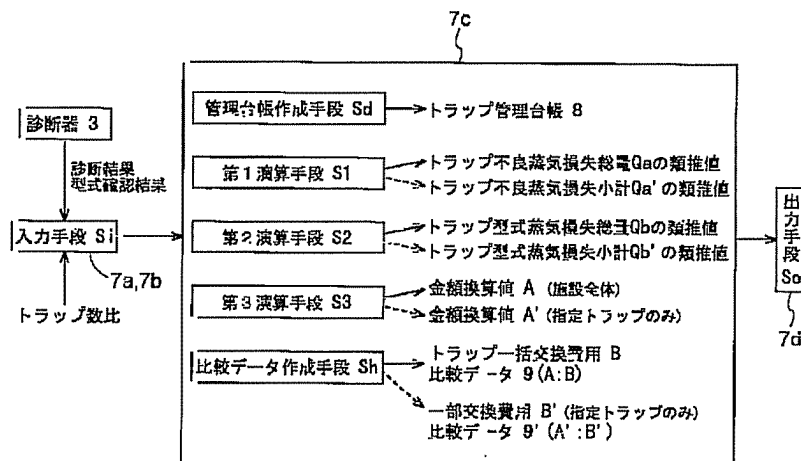 7c
診断器 3
診断結果
型式確認結果
入力手段 Si
7a,7b
トラップ数比
管理台帳作成手段 Sd
トラップ管理台帳 8
第1演算手段 S1
トラップ不良蒸気損失総量Qaの類推値
トラップ不良蒸気損失小計Qa'の類推値
第2演算手段 S2
トラップ型式蒸気損失総量Qbの類推値
トラップ型式蒸気損失小計Qb'の類推値
第3演算手段 S3
金額換算値 A (施設全体)
金額換算値 A' (指定トラップのみ)
比較データ作成手段 Sh
トラップ一括交換費用 B
比較データ 9(A:B)
一部交換費用 B' (指定トラップのみ)
比較データ 9' (A':B')
出力手段 So
7d